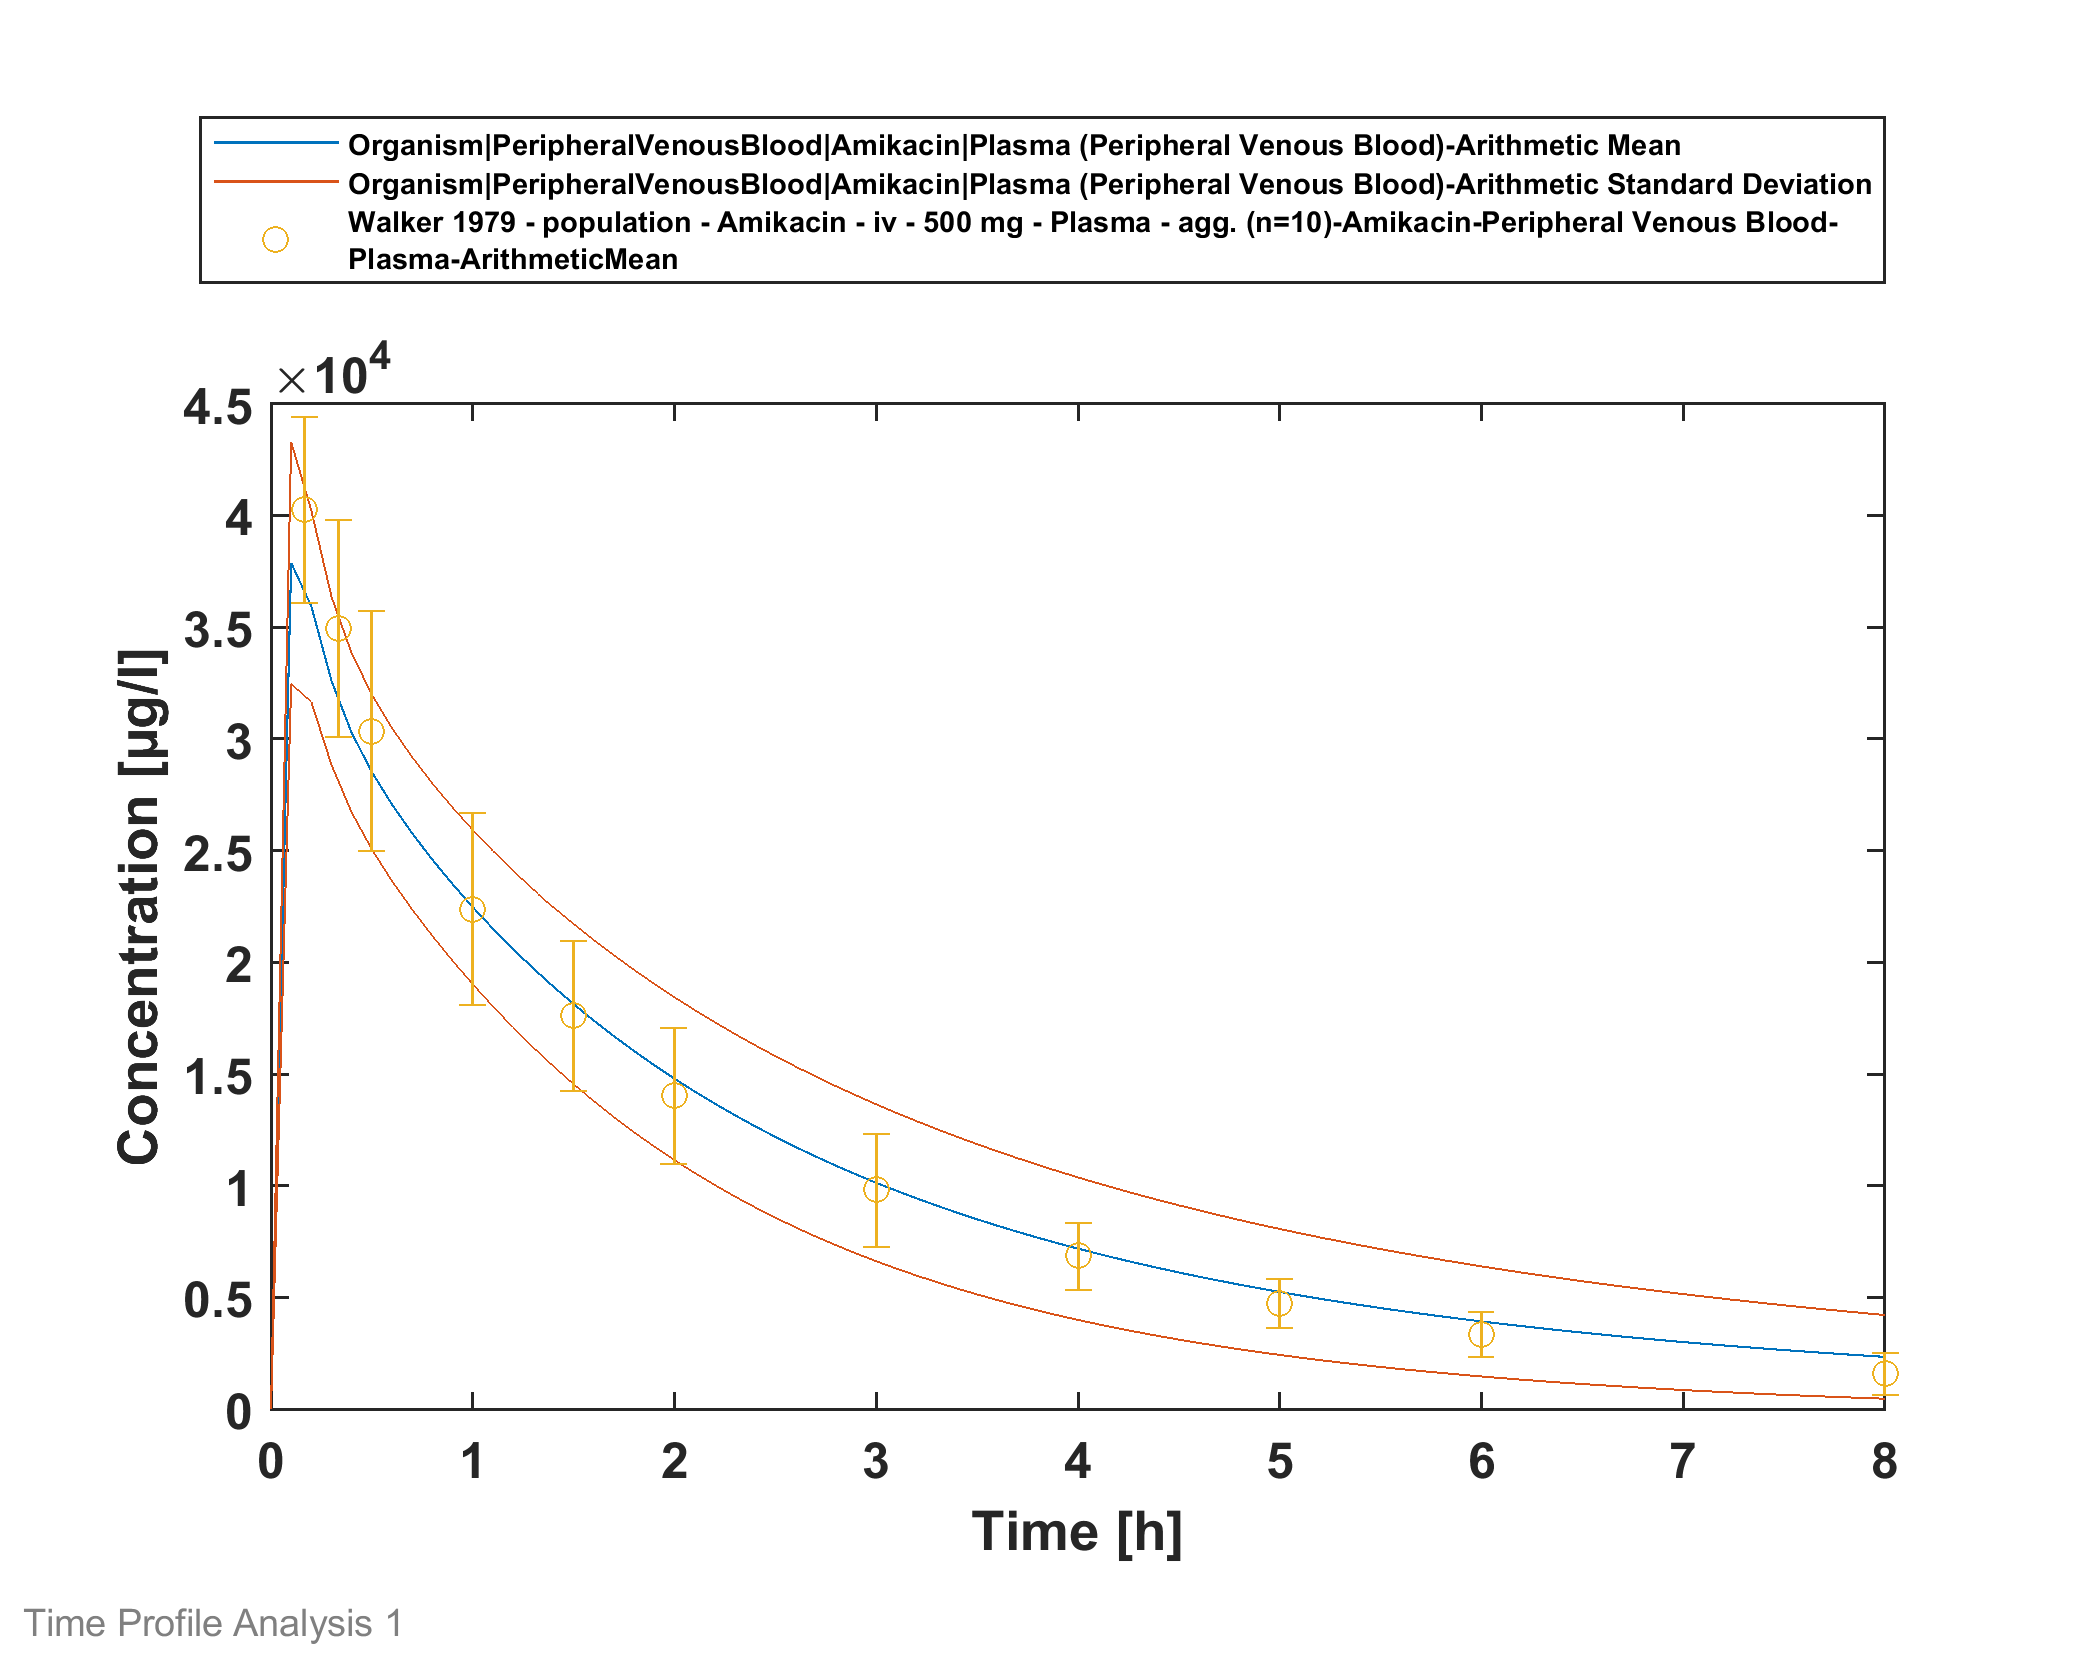 Organism|PeripheralVenousBlood|Amikacin|Plasma (Peripheral Venous Blood)-Arithmetic Mean
Organism|PeripheralVenousBlood|Amikacin|Plasma (Peripheral Venous Blood)-Arithmetic Standard Deviation
Walker 1979 - population - Amikacin - iv - 500 mg - Plasma - agg. (n=10)-Amikacin-Peripheral Venous Blood-
Plasma-ArithmeticMean
×10⁴
4.5
4
3.5
3
2.5
2
1.5
1
0.5
0
Concentration [µg/l]
0 1 2 3 4 5 6 7 8
Time [h]
Time Profile Analysis 1